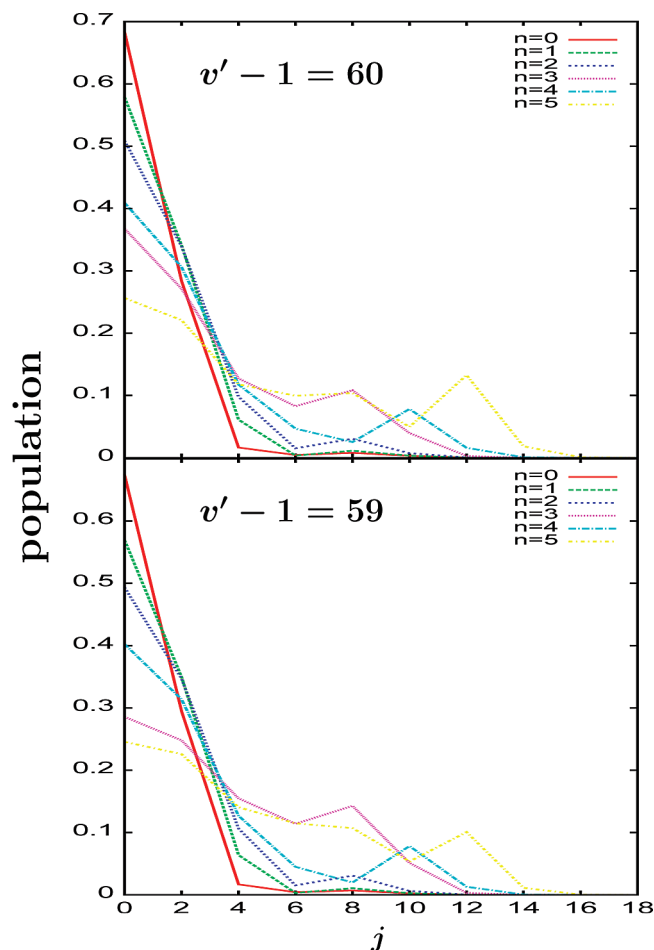 0.7
0.6
0.5
0.4
0.3
0.2
0.1
0
v′ − 1 = 60
n=0
n=1
n=2
n=3
n=4
n=5
population
0.6
0.5
0.4
0.3
0.2
0.1
0
v′ − 1 = 59
n=0
n=1
n=2
n=3
n=4
n=5
0 2 4 6 8 10 12 14 16 18
j